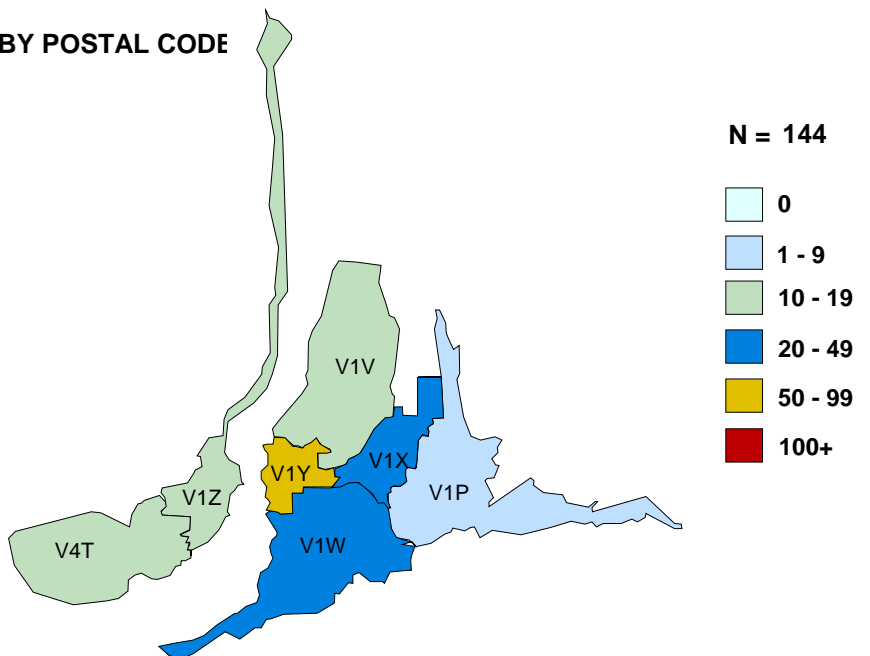 BY POSTAL CODE
N = 144
0
1 - 9
10 - 19
20 - 49
50 - 99
100+
V1V
V1X
V1Y
V1P
V1Z
V1W
V4T